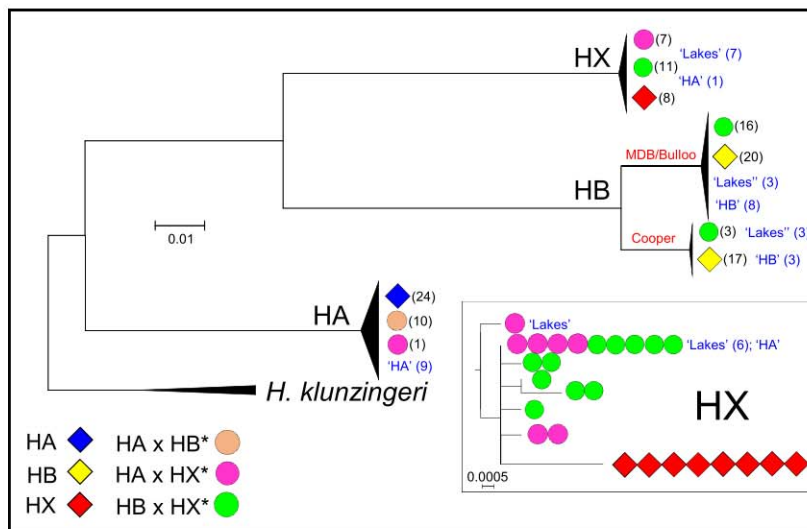 HX
(7)
'Lakes' (7)
(11)
'HA' (1)
(8)
(16)
MDB/Bulloo
(20)
'Lakes'' (3)
HB
'HB' (8)
Cooper
(3) 'Lakes'' (3
(17) 'HB' (3)
0.01
HA
(24)
(10)
(1)
'HA' (9)
H. klunzingeri
HA
HA x HB*
HB
HA x HX*
HX
HB x HX*
'Lakes'
'Lakes' (6); 'HA'
HX
0.0005